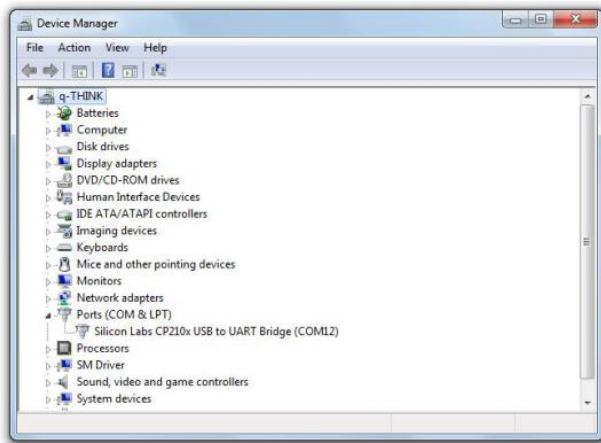 Device Manager
File Action View Help
q-THINK
Batteries
Computer
Disk drives
Display adapters
DVD/CD-ROM drives
Human Interface Devices
IDE ATA/ATAPI controllers
Imaging devices
Keyboards
Mice and other pointing devices
Monitors
Network adapters
Ports (COM & LPT)
Silicon Labs CP210x USB to UART Bridge (COM12)
Processors
SM Driver
Sound, video and game controllers
System devices